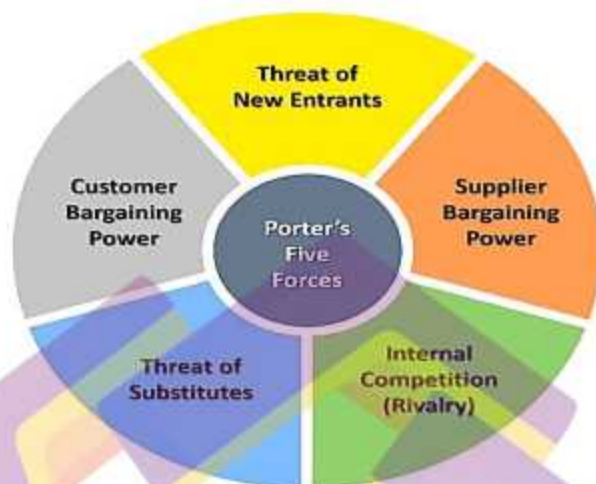 Threat of
New Entrants
Customer
Bargaining
Power
Supplier
Bargaining
Power
Porter's
Five
Forces
Threat of
Substitutes
Internal
Competition
(Rivalry)